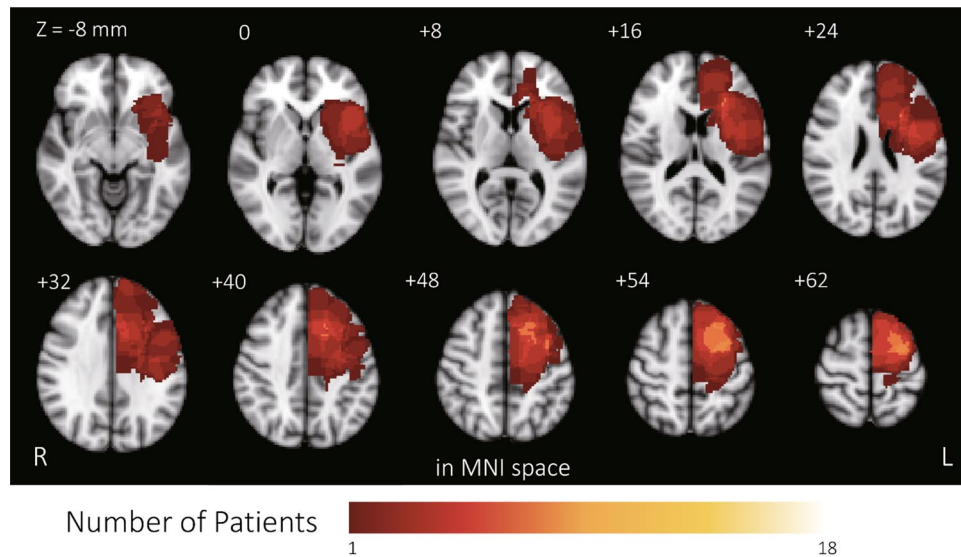 Z = -8 mm
0
+8
+16
+24
+32
+40
+48
+54
+62
R
in MNI space
L
Number of Patients
1
18